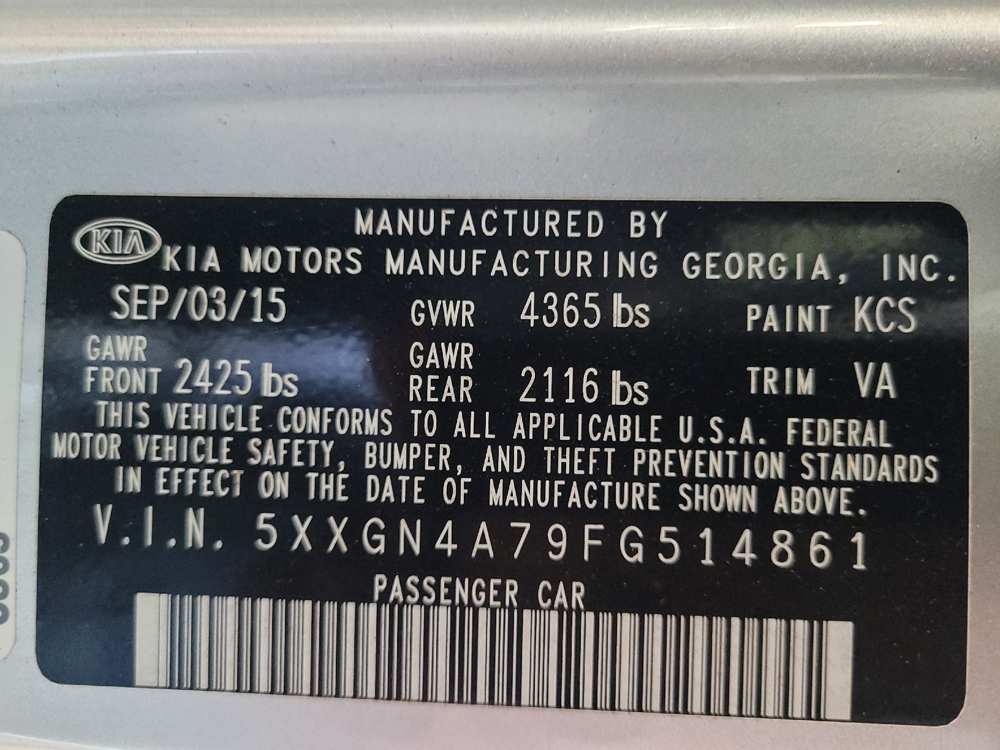 KIA
MANUFACTURED BY
KIA MOTORS MANUFACTURING GEORGIA, INC.
SEP/03/15 GVWR 4365 lbs PAINT KCS
GAWR FRONT 2425 lbs GAWR REAR 2116 lbs TRIM VA
THIS VEHICLE CONFORMS TO ALL APPLICABLE U.S.A. FEDERAL
MOTOR VEHICLE SAFETY, BUMPER, AND THEFT PREVENTION STANDARDS
IN EFFECT ON THE DATE OF MANUFACTURE SHOWN ABOVE.
V.I.N. 5XXGN4A79FG514861
PASSENGER CAR